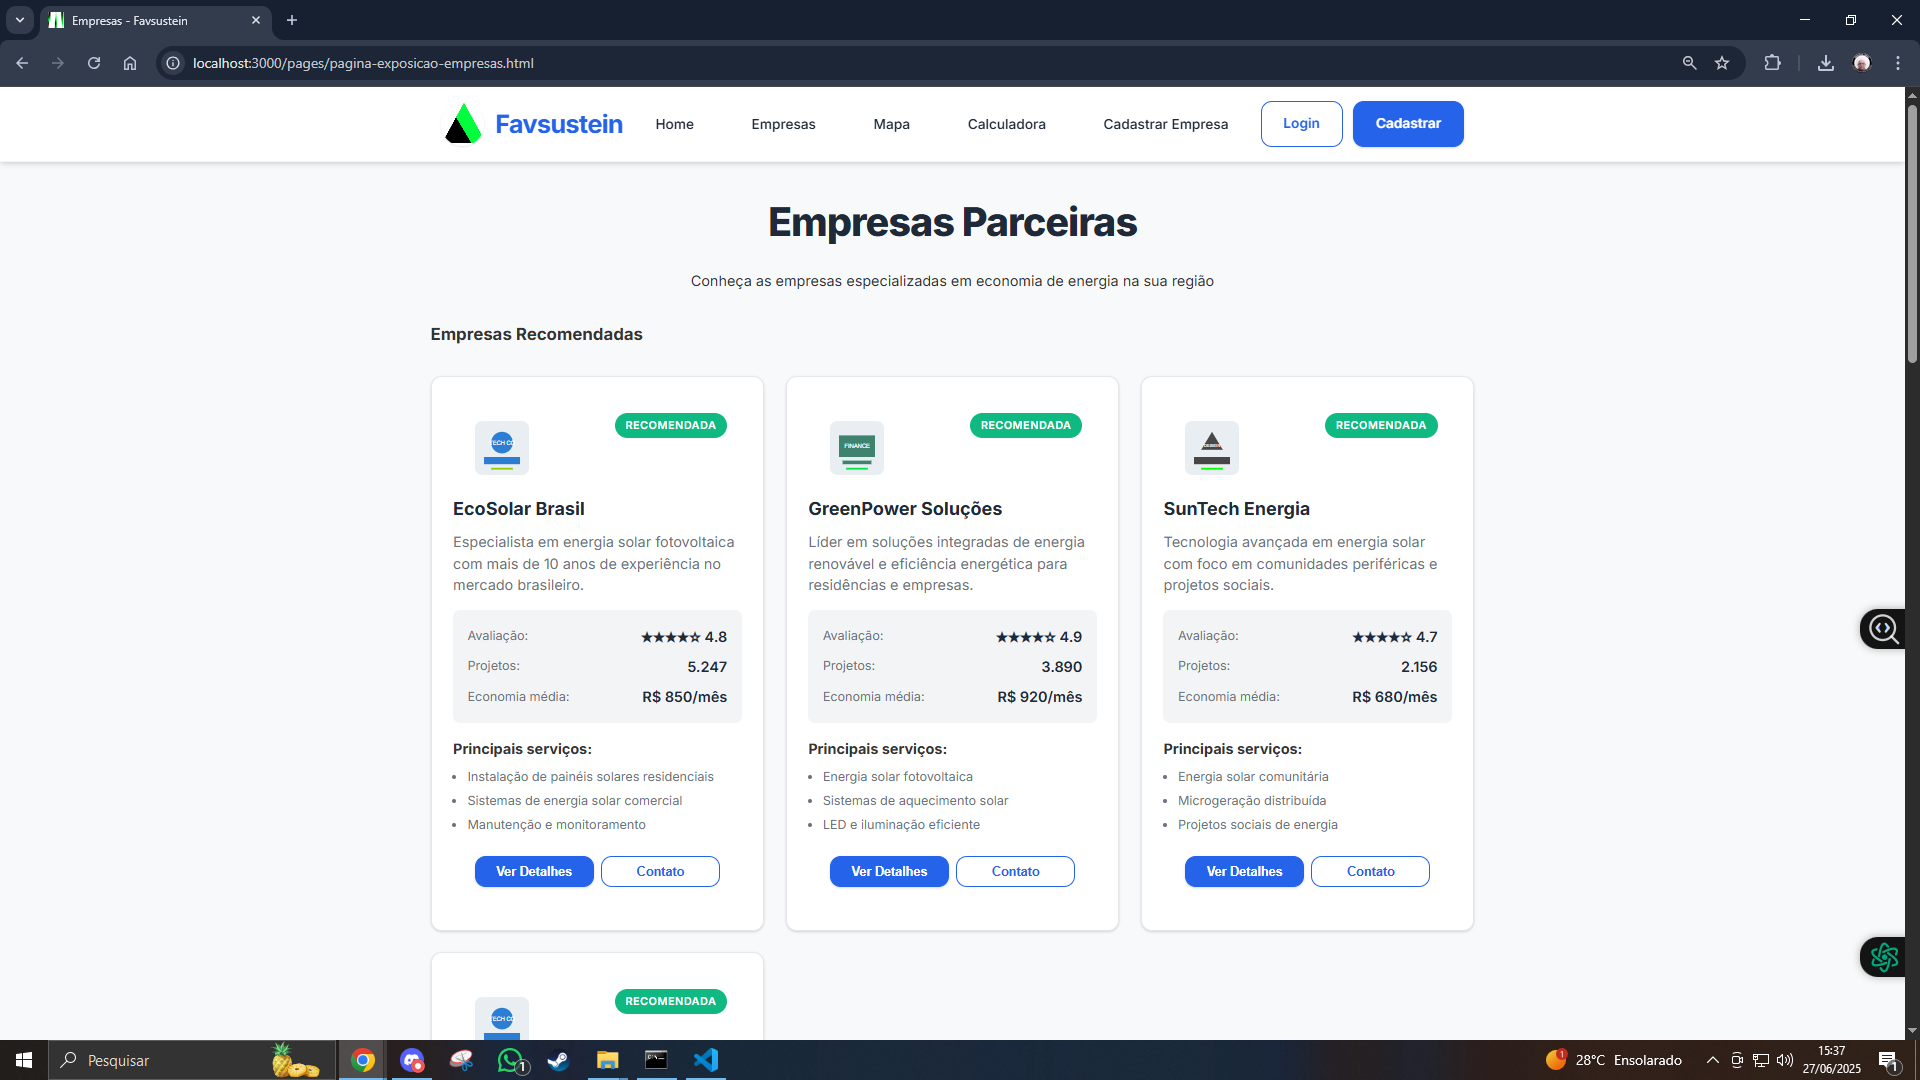 Empresas - Favsustein
localhost:3000/pages/pagina-exposicao-empresas.html
Favsustein
Home
Empresas
Mapa
Calculadora
Cadastrar Empresa
Login
Cadastrar
Empresas Parceiras
Conheça as empresas especializadas em economia de energia na sua região
Empresas Recomendadas
RECOMENDADA
EcoSolar Brasil
Especialista em energia solar fotovoltaica
com mais de 10 anos de experiência no
mercado brasileiro.
Avaliação: ★★★★☆ 4.8
Projetos: 5.247
Economia média: R$ 850/mês
Principais serviços:
• Instalação de painéis solares residenciais
• Sistemas de energia solar comercial
• Manutenção e monitoramento
Ver Detalhes
Contato
FINANCE
RECOMENDADA
GreenPower Soluções
Líder em soluções integradas de energia
renovável e eficiência energética para
residências e empresas.
Avaliação: ★★★★☆ 4.9
Projetos: 3.890
Economia média: R$ 920/mês
Principais serviços:
• Energia solar fotovoltaica
• Sistemas de aquecimento solar
• LED e iluminação eficiente
Ver Detalhes
Contato
RECOMENDADA
SunTech Energia
Tecnologia avançada em energia solar
com foco em comunidades periféricas e
projetos sociais.
Avaliação: ★★★★☆ 4.7
Projetos: 2.156
Economia média: R$ 680/mês
Principais serviços:
• Energia solar comunitária
• Microgeração distribuída
• Projetos sociais de energia
Ver Detalhes
Contato
RECOMENDADA
Pesquisar
1
1
28°C Ensolarado
15:37
27/06/2025
1